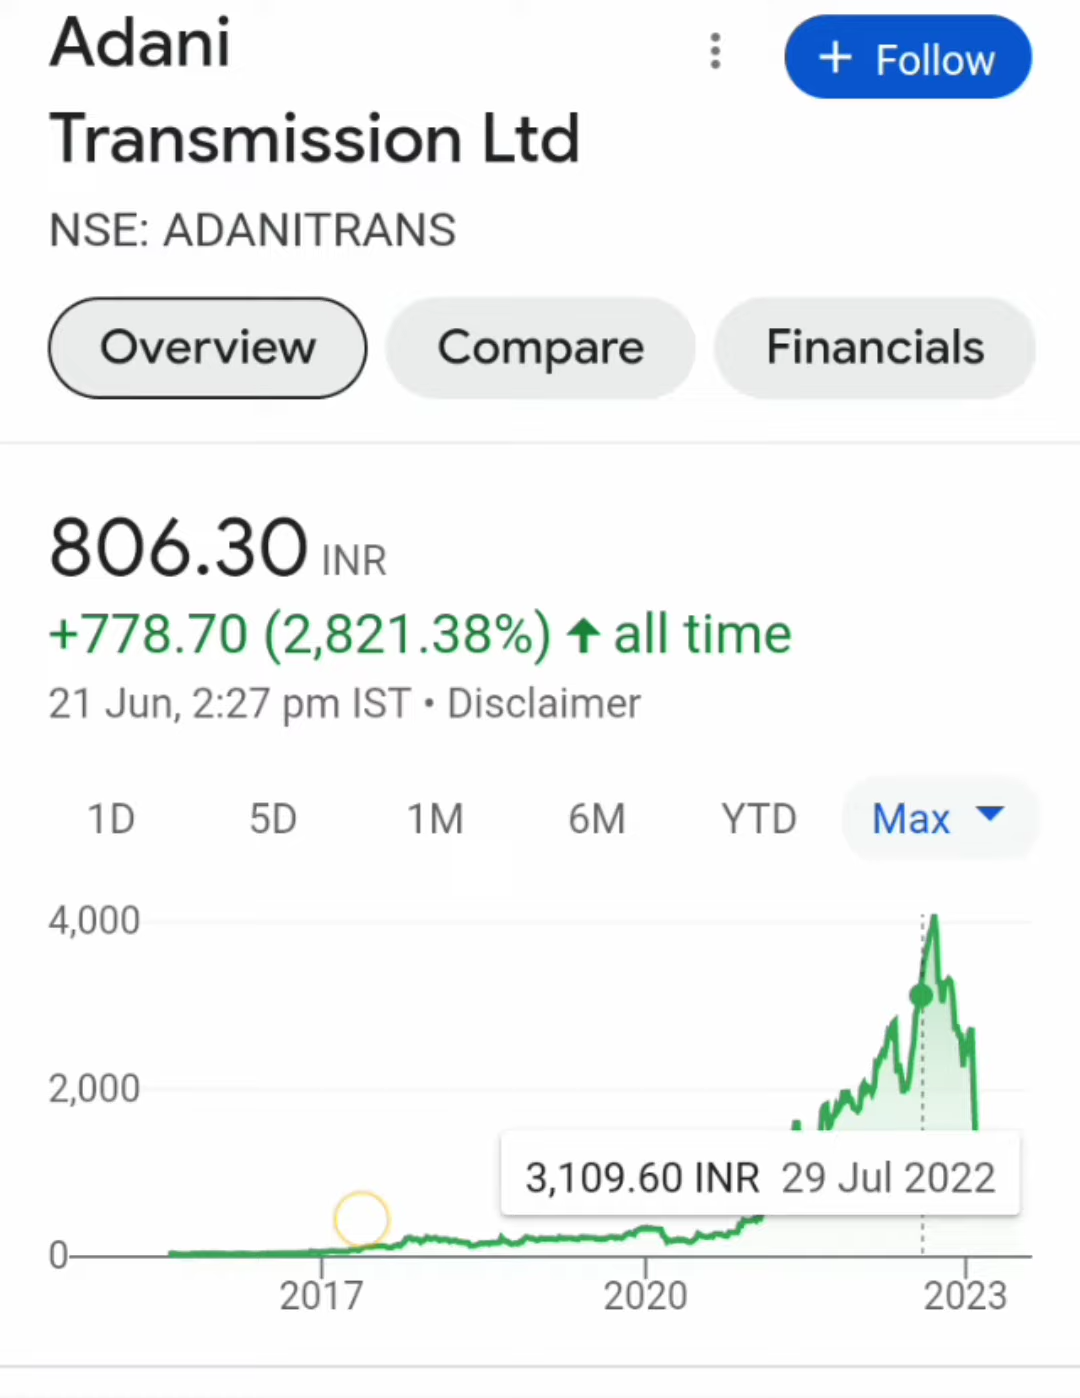 Adani
Transmission Ltd
+ Follow
NSE: ADANITRANS
Overview
Compare
Financials
806.30 INR
+778.70 (2,821.38%) ↑ all time
21 Jun, 2:27 pm IST • Disclaimer
1D 5D 1M 6M YTD Max
4,000
2,000
3,109.60 INR 29 Jul 2022
0
2017 2020 2023